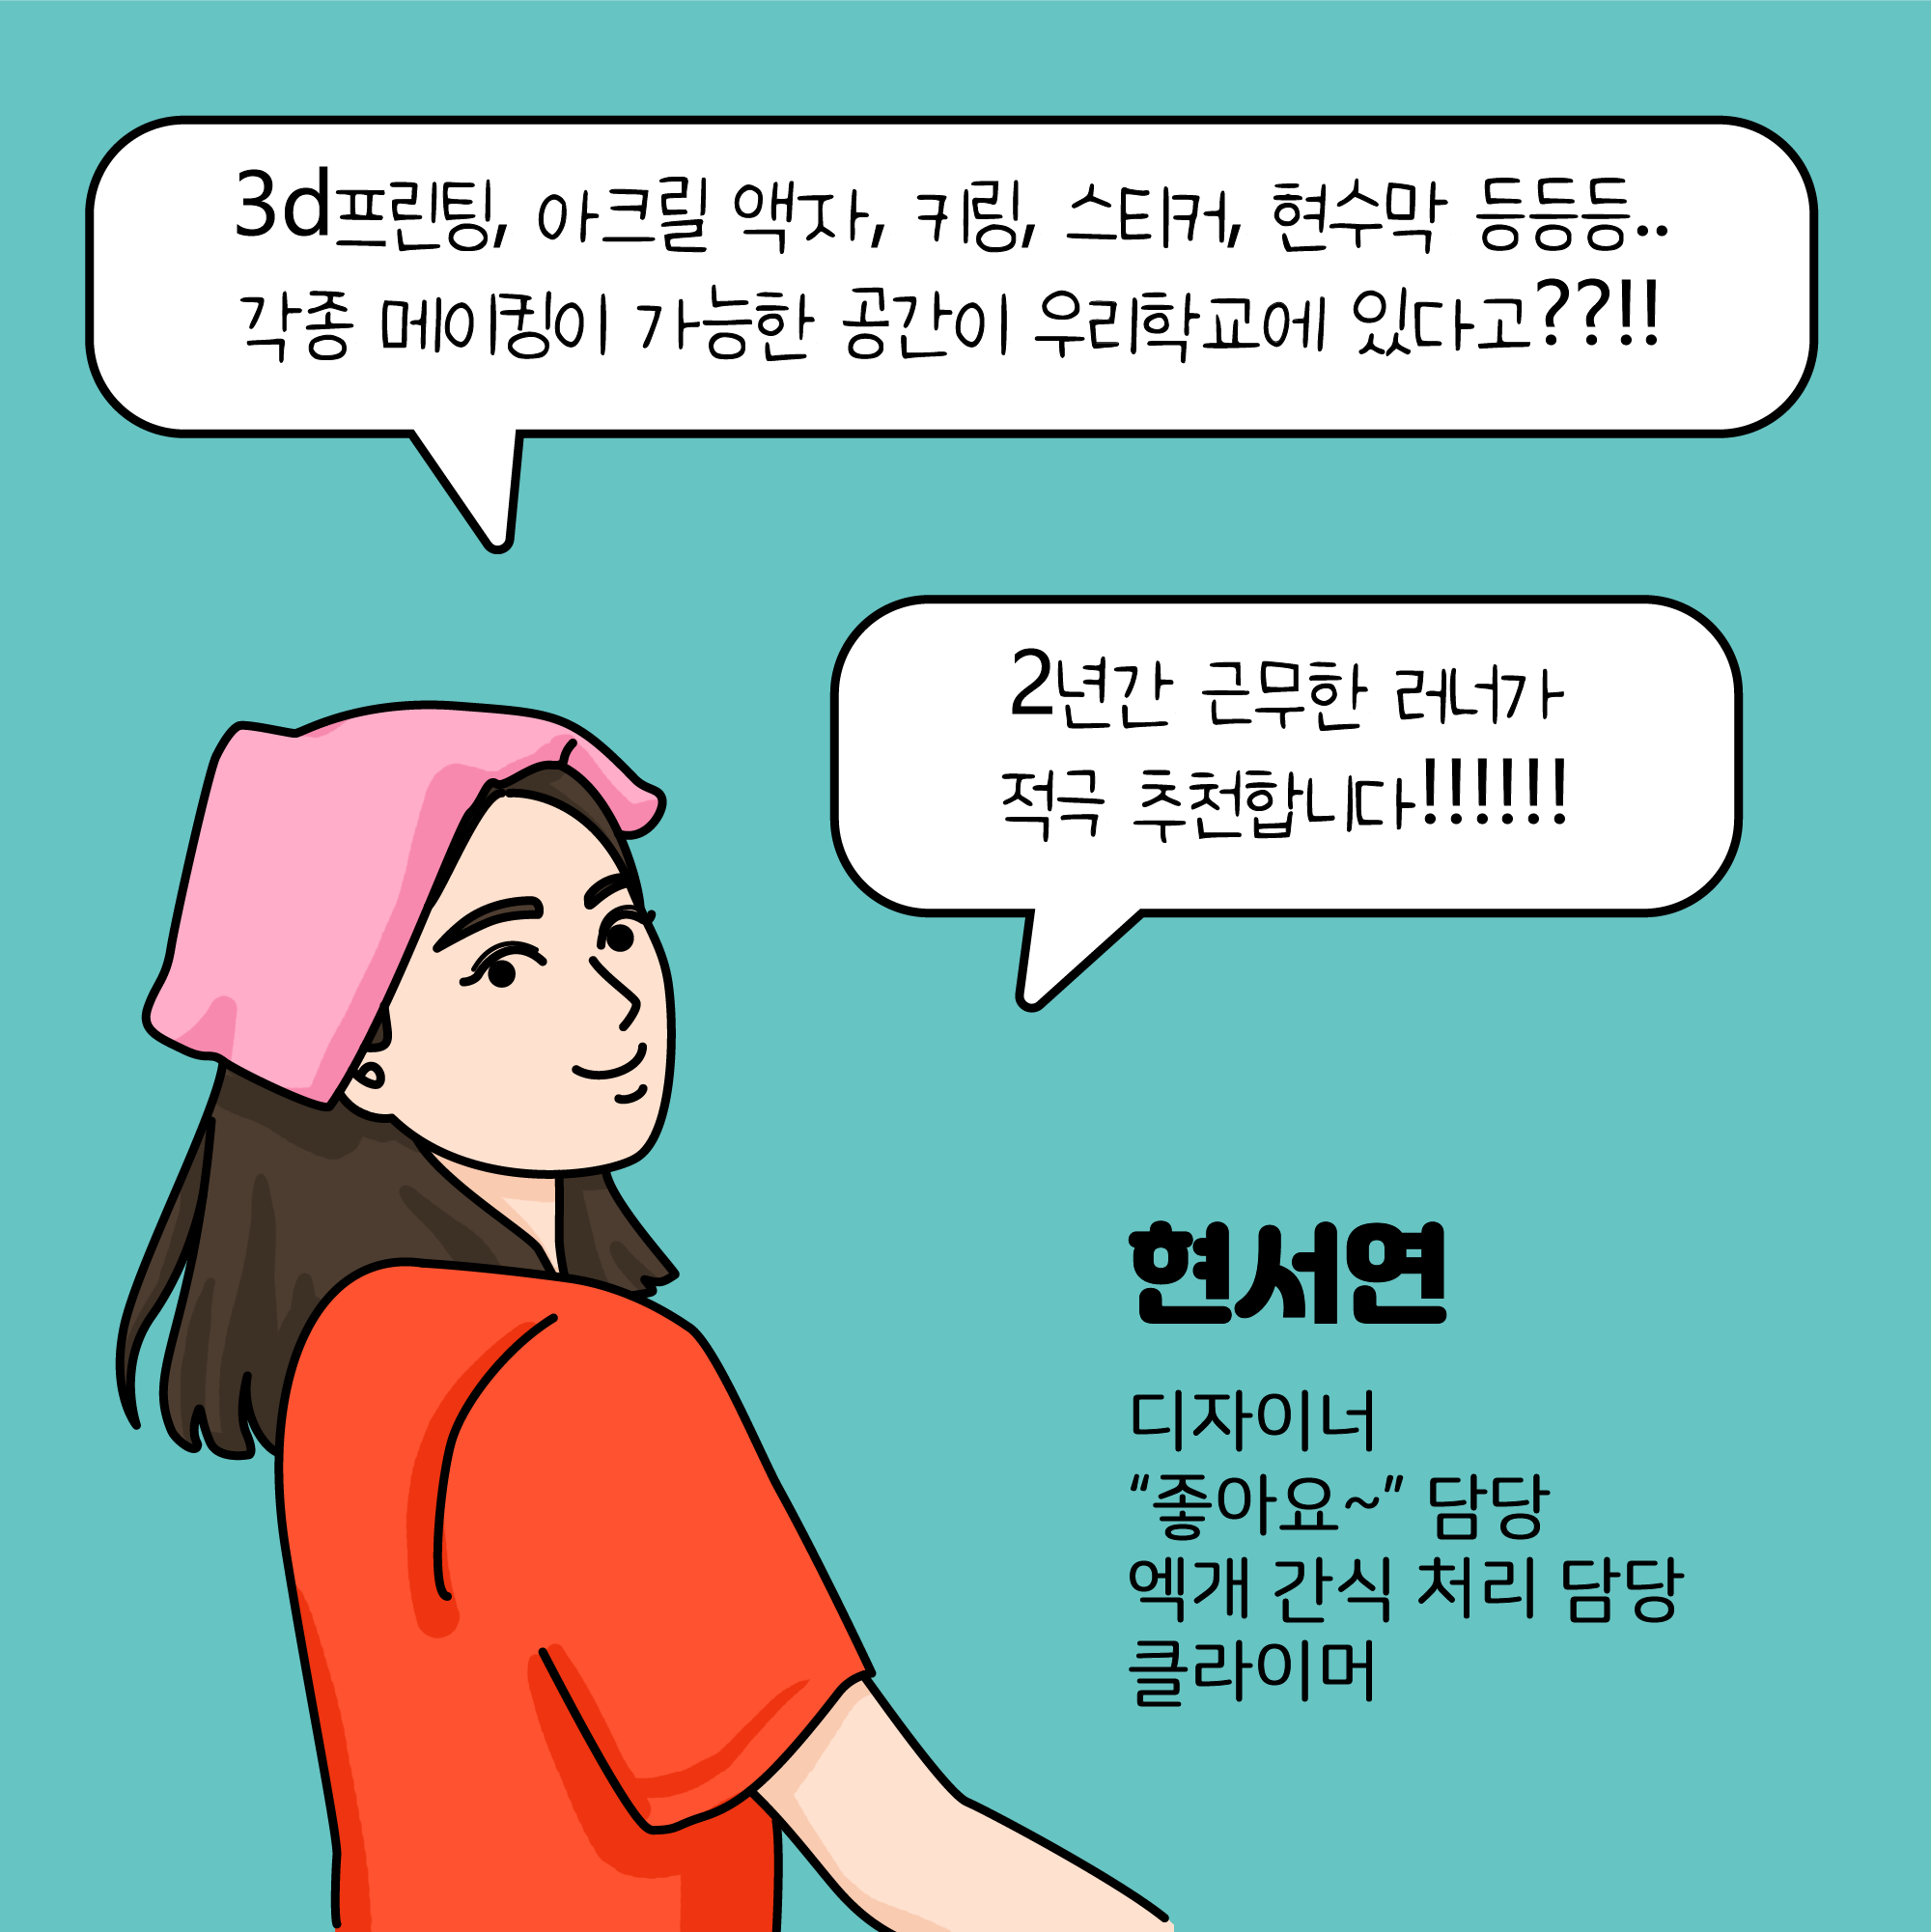 3d프린팅, 아크릴 액자, 키링, 스티커, 현수막 등등등..
각종 메이킹이 가능한 공간이 우리학교에 있다고??!!
2년간 근무한 러너가
적극 추천합니다!!!!!!
현서연
디자이너
“좋아요~” 담당
엑개 간식 처리 담당
클라이머